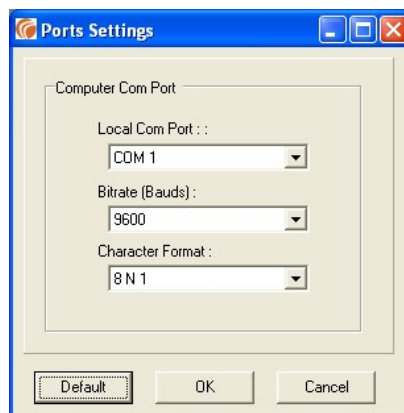 Ports Settings
Computer Com Port
Local Com Port : :
COM 1
Bitrate (Bauds) :
9600
Character Format :
8 N 1
Default OK Cancel